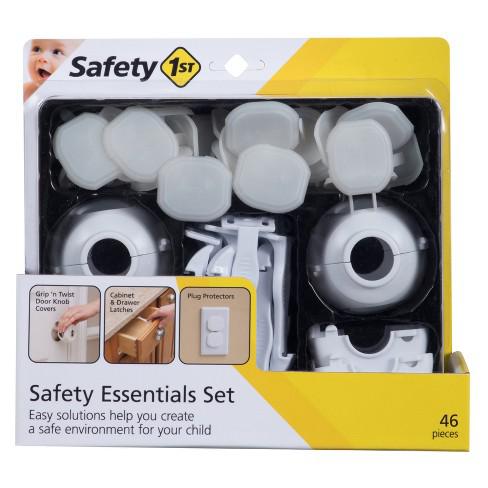 Safety 1ST
Grip 'n Twist
Door Knob
Covers
Cabinet
& Drawer
Latches
Plug Protectors
Safety Essentials Set
Easy solutions help you create
a safe environment for your child
46
pieces